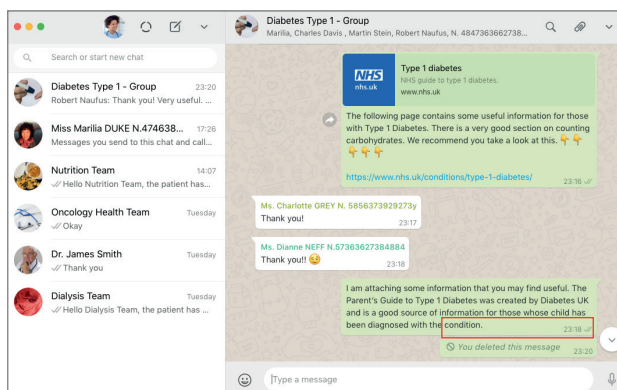 Search or start new chat
Diabetes Type 1 - Group 23:20
Robert Naufus: Thank you! Very useful. ...
Miss Marilia DUKE N.474638... 17:26
Messages you send to this chat and call...
Nutrition Team 14:07
Hello Nutrition Team, the patient has...
Oncology Health Team Tuesday
Okay
Dr. James Smith Tuesday
Thank you
Dialysis Team Tuesday
Hello Dialysis Team, the patient has ...
Diabetes Type 1 - Group
Marilia, Charles Davis , Martin Stein, Robert Naufus, N. 4847363662738...
NHS
nhs.uk
Type 1 diabetes
NHS guide to type 1 diabetes.
www.nhs.uk
The following page contains some useful information for those
with Type 1 Diabetes. There is a very good section on counting
carbohydrates. We recommend you take a look at this. 👇👇
👇👇👇
https://www.nhs.uk/conditions/type-1-diabetes/
23:16
Ms. Charlotte GREY N. 5856373929273y
Thank you!
23:17
Ms. Dianne NEFF N.57363627384884
Thank you!! 😉
23:18
I am attaching some information that you may find useful. The
Parent's Guide to Type 1 Diabetes was created by Diabetes UK
and is a good source of information for those whose child has
been diagnosed with the condition.
23:18
You deleted this message 23:20
Type a message